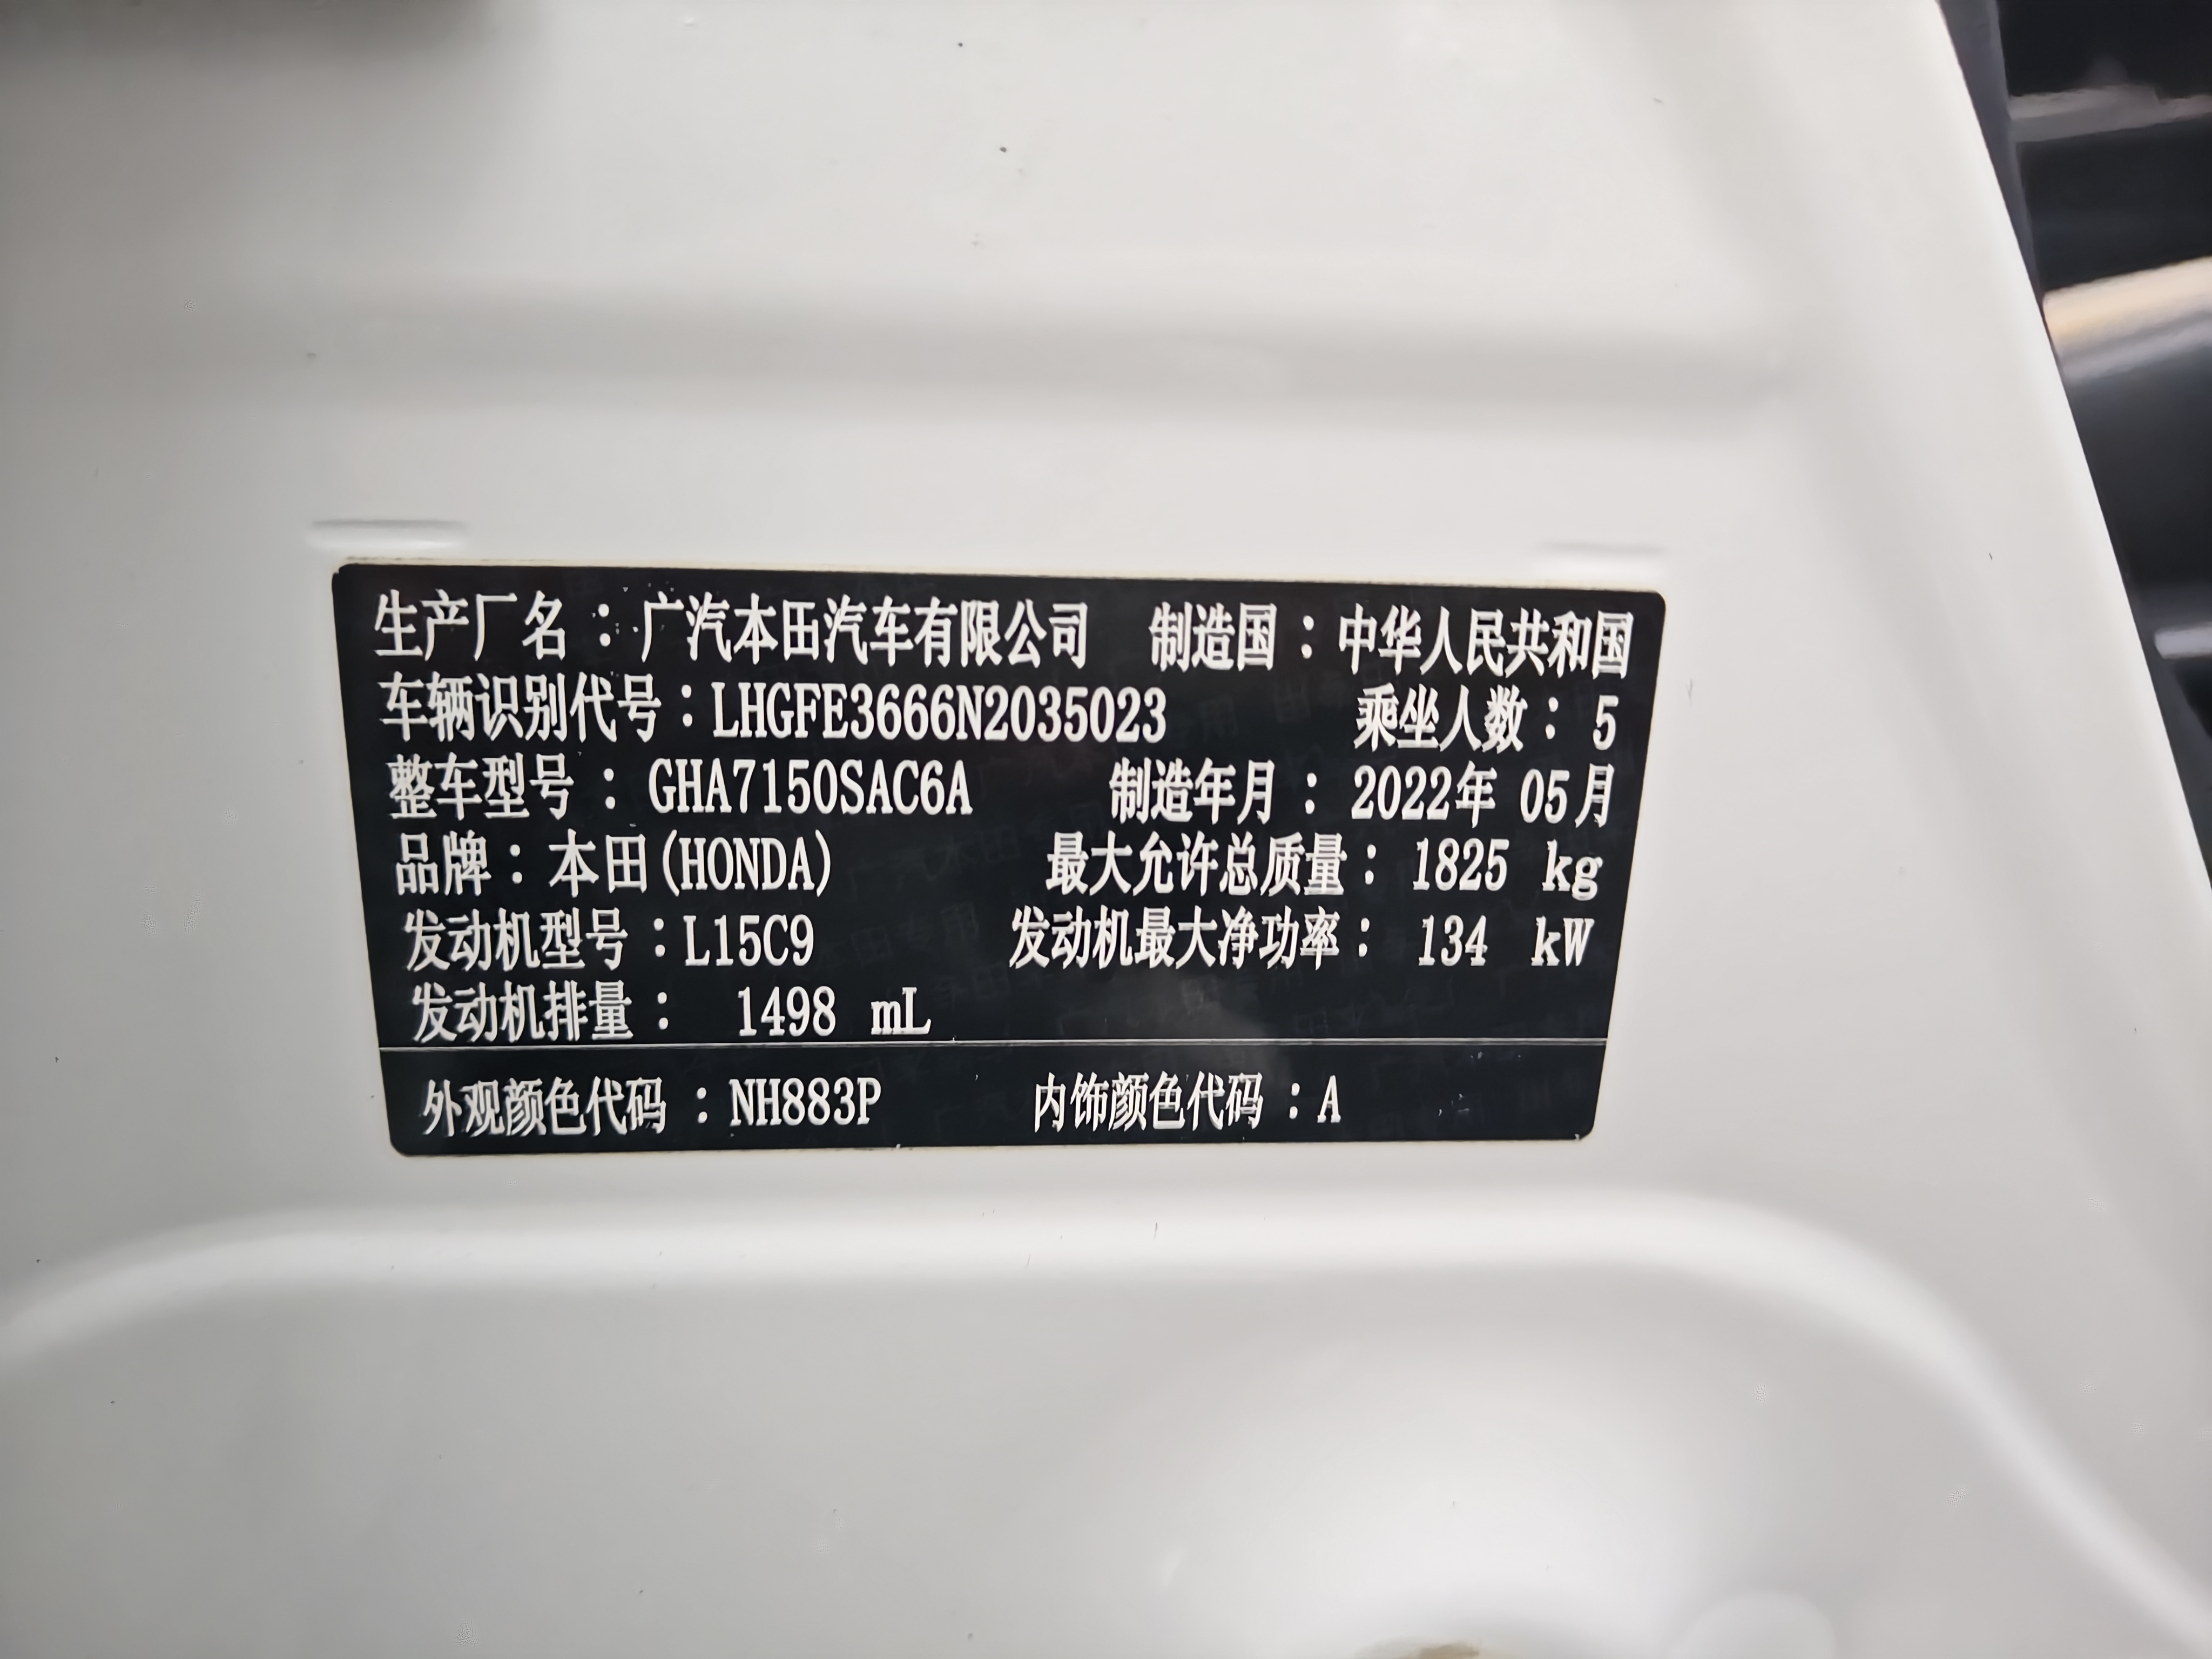 生产厂名：广汽本田汽车有限公司 制造国：中华人民共和国
车辆识别代号：LHGFE3666N2035023 乘坐人数：5
整车型号：GHA7150SAC6A 制造年月：2022年 05月
品牌：本田(HONDA) 最大允许总质量：1825 kg
发动机型号：L15C9 发动机最大净功率：134 kW
发动机排量：1498 mL
外观颜色代码：NH883P 内饰颜色代码：A